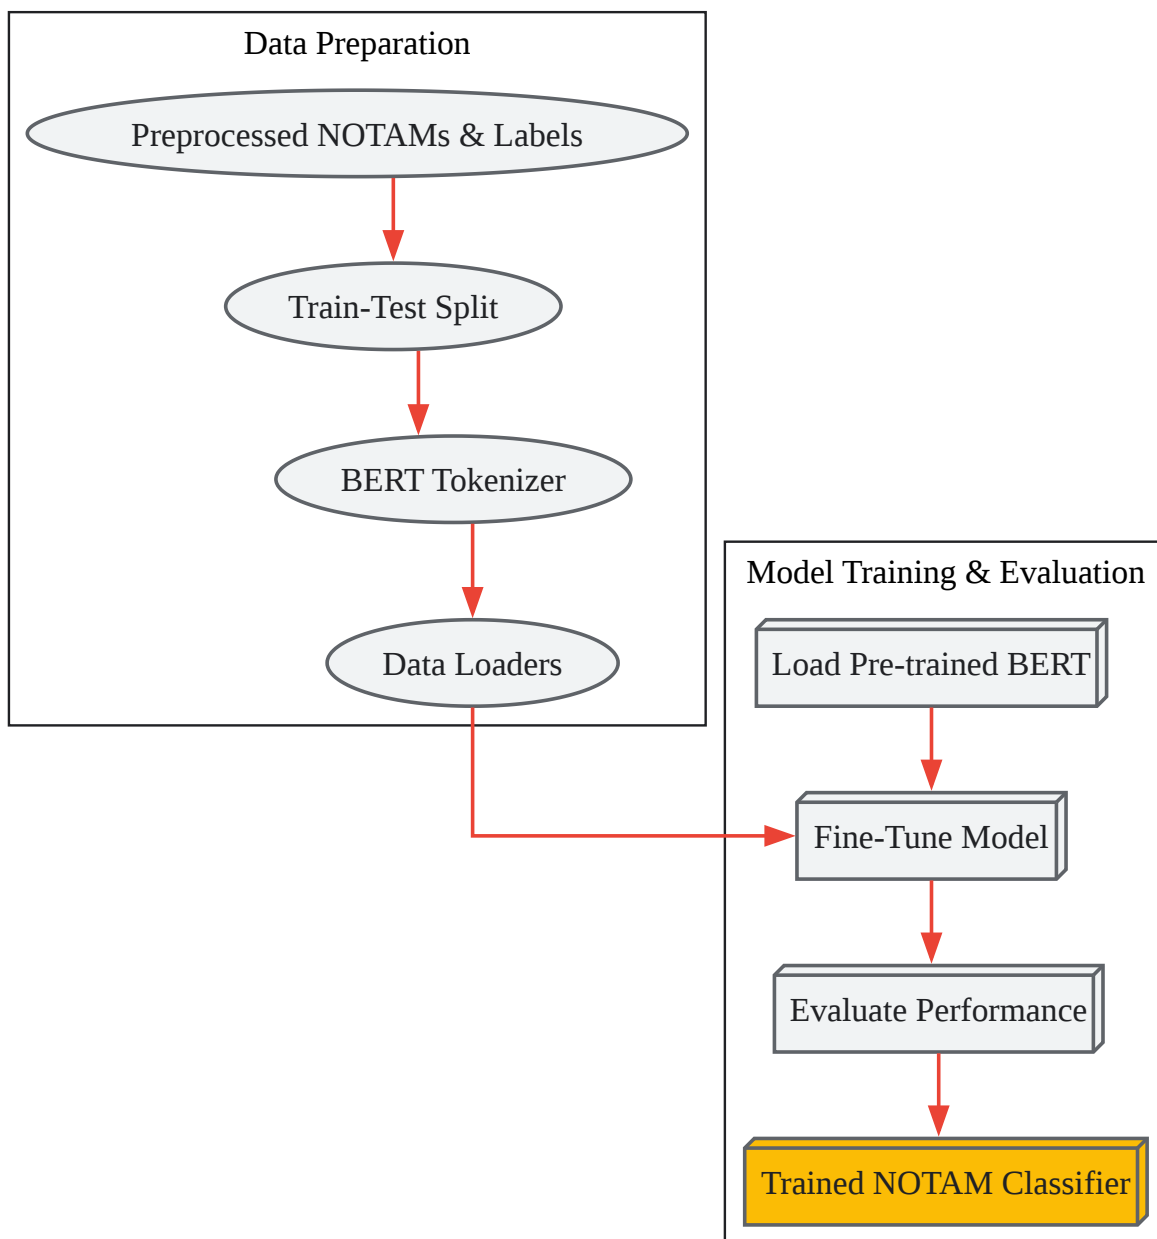 Data Preparation
Preprocessed NOTAMs & Labels
Train-Test Split
BERT Tokenizer
Data Loaders
Model Training & Evaluation
Load Pre-trained BERT
Fine-Tune Model
Evaluate Performance
Trained NOTAM Classifier